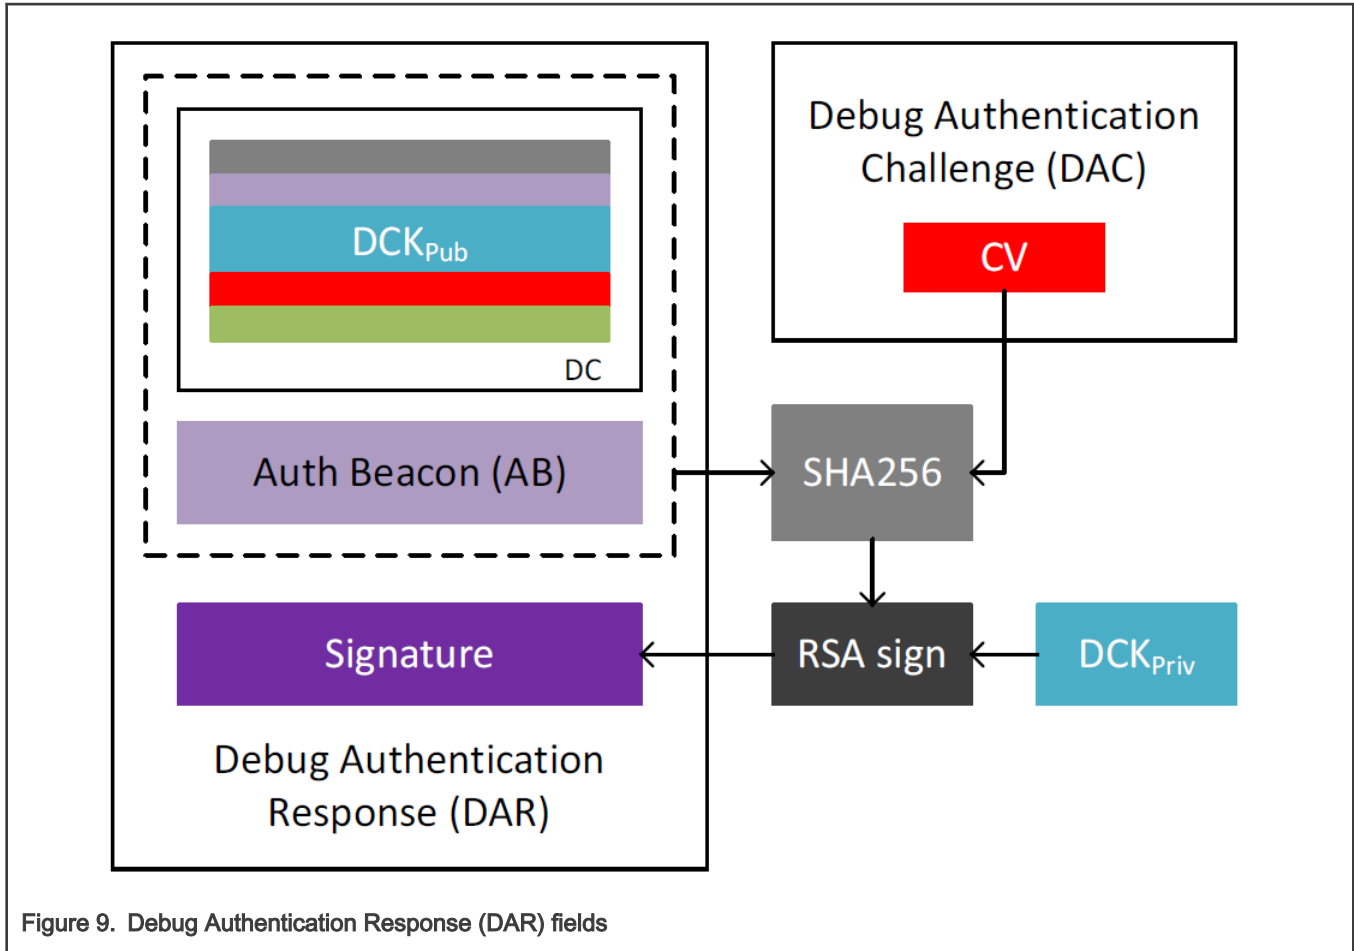 DCKPub
DC
Auth Beacon (AB)
Signature
Debug Authentication
Response (DAR)
Debug Authentication
Challenge (DAC)
CV
SHA256
RSA sign
DCKPriv
Figure 9. Debug Authentication Response (DAR) fields